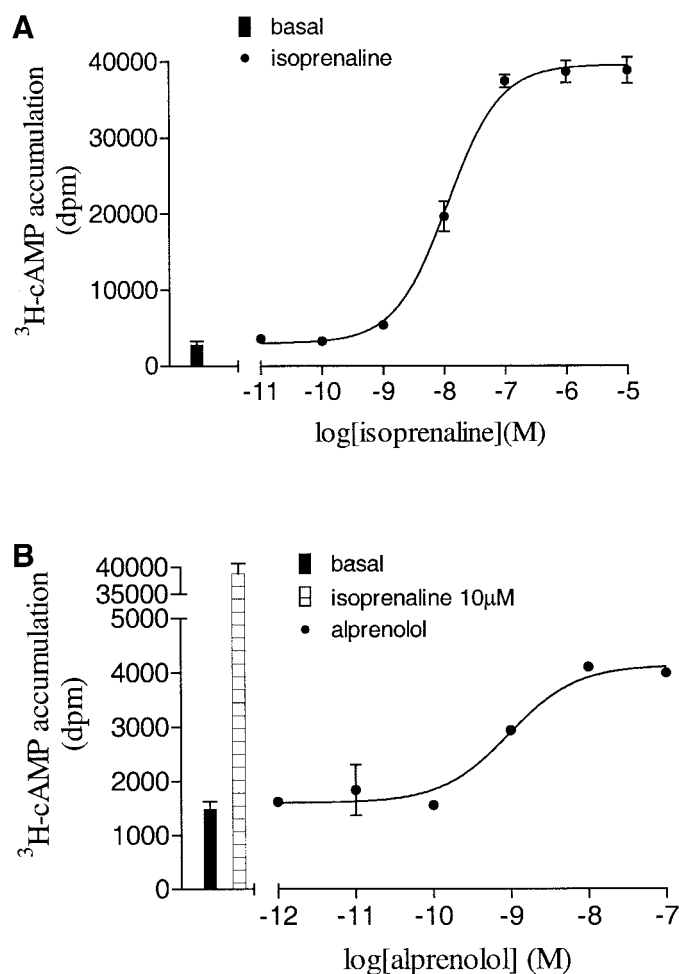 A
basal
isoprenaline
³H-cAMP accumulation
(dpm)
40000
30000
20000
10000
0
-11 -10 -9 -8 -7 -6 -5
log[isoprenaline](M)
B
basal
isoprenaline 10μM
alprenolol
³H-cAMP accumulation
(dpm)
40000
35000
5000
4000
3000
2000
1000
0
-12 -11 -10 -9 -8 -7
log[alprenolol] (M)